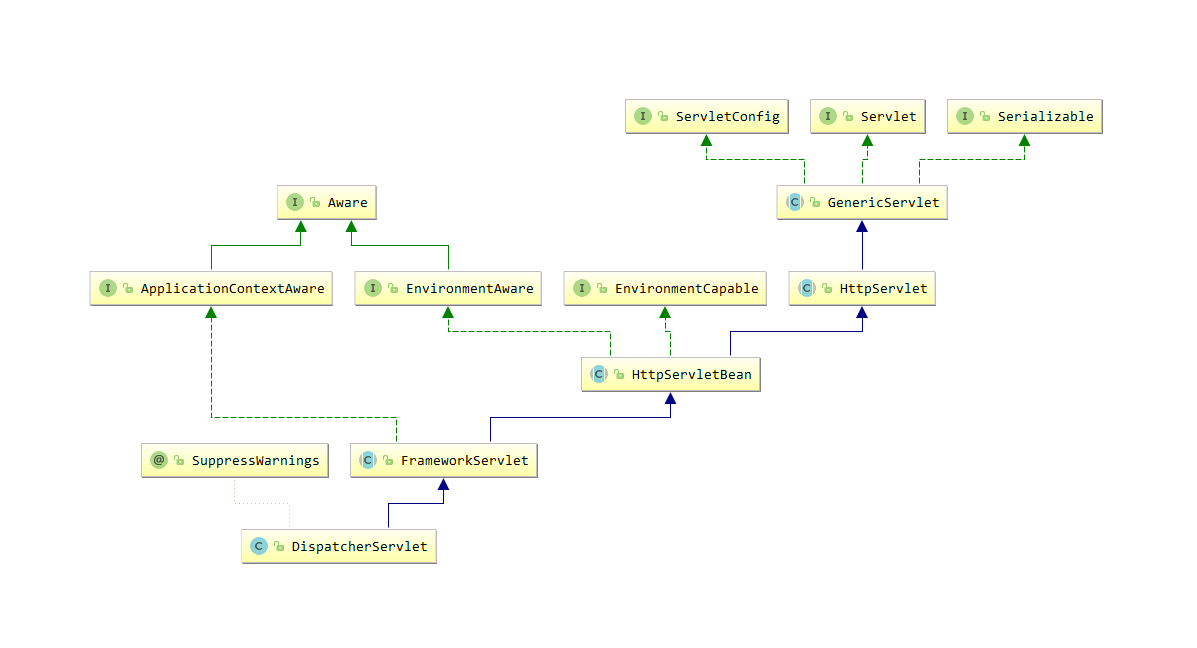 I ServletConfig
I Servlet
I Serializable
I Aware
C GenericServlet
I ApplicationContextAware
I EnvironmentAware
I EnvironmentCapable
C HttpServlet
C HttpServletBean
@ SuppressWarnings
C FrameworkServlet
C DispatcherServlet